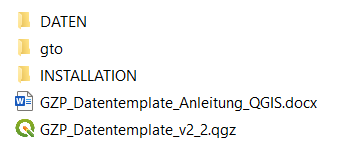 DATEN
gto
INSTALLATION
GZP_Datentemplate_Anleitung_QGIS.docx
GZP_Datentemplate_v2_2.qgz